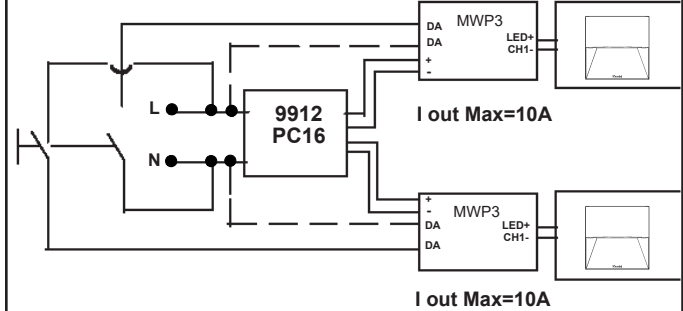 MWP3
DA
DA
+
-
LED+
CH1-
I out Max=10A
L
N
9912
PC16
MWP3
+
-
DA
DA
LED+
CH1-
I out Max=10A